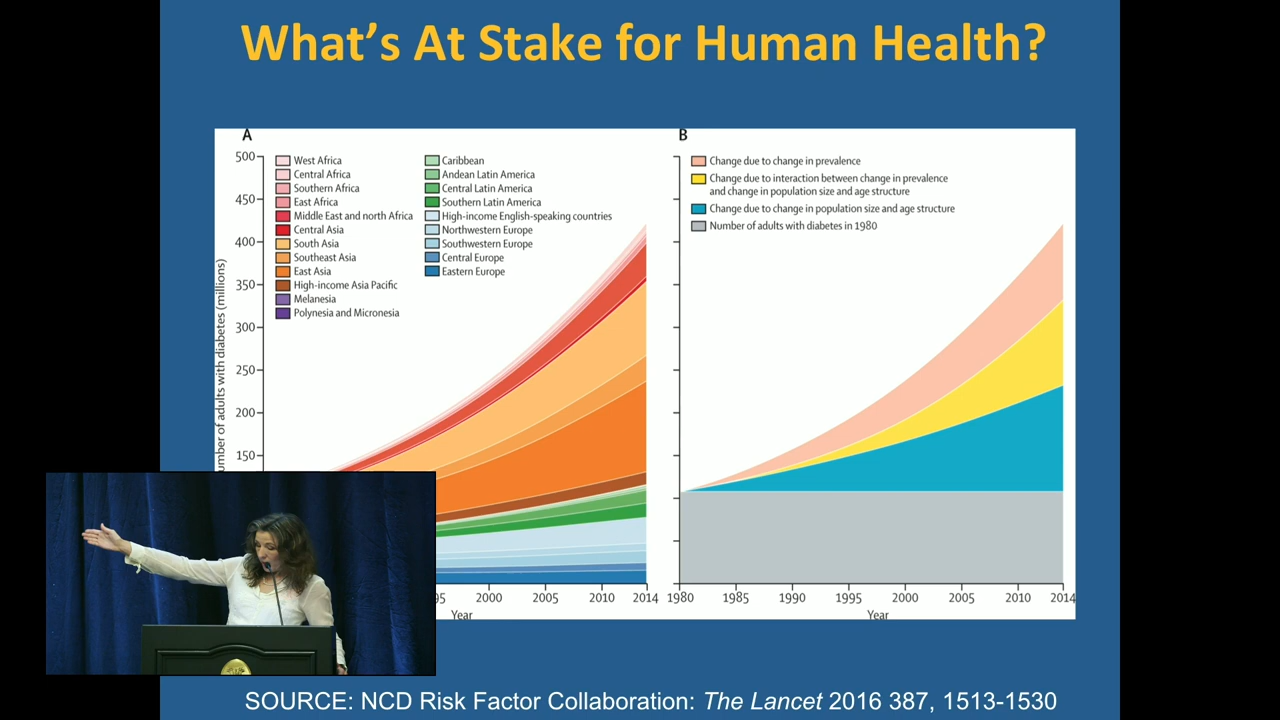 What's At Stake for Human Health?
A
500
450
400
350
300
250
200
150
umber of adults with diabetes (millions)
West Africa
Central Africa
Southern Africa
East Africa
Middle East and north Africa
Central Asia
South Asia
Southeast Asia
East Asia
High-income Asia Pacific
Melanesia
Polynesia and Micronesia
Caribbean
Andean Latin America
Central Latin America
Southern Latin America
High-income English-speaking countries
Northwestern Europe
Southwestern Europe
Central Europe
Eastern Europe
95 2000 2005 2010 2014
Year
B
Change due to change in prevalence
Change due to interaction between change in prevalence
and change in population size and age structure
Change due to change in population size and age structure
Number of adults with diabetes in 1980
1980 1985 1990 1995 2000 2005 2010 2014
Year
SOURCE: NCD Risk Factor Collaboration: The Lancet 2016 387, 1513-1530